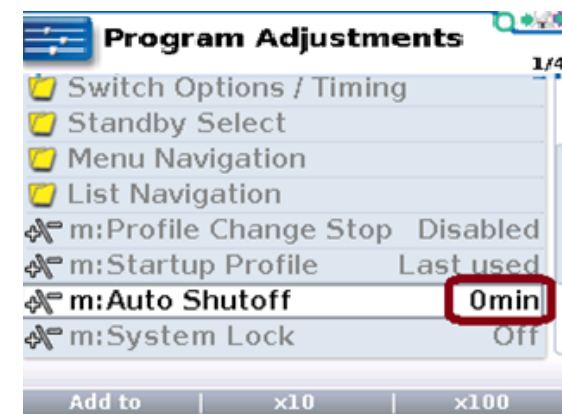 Program Adjustments
1/4
Switch Options / Timing
Standby Select
Menu Navigation
List Navigation
m:Profile Change Stop Disabled
m:Startup Profile Last used
m:Auto Shutoff 0min
m:System Lock Off
Add to | x10 | x100